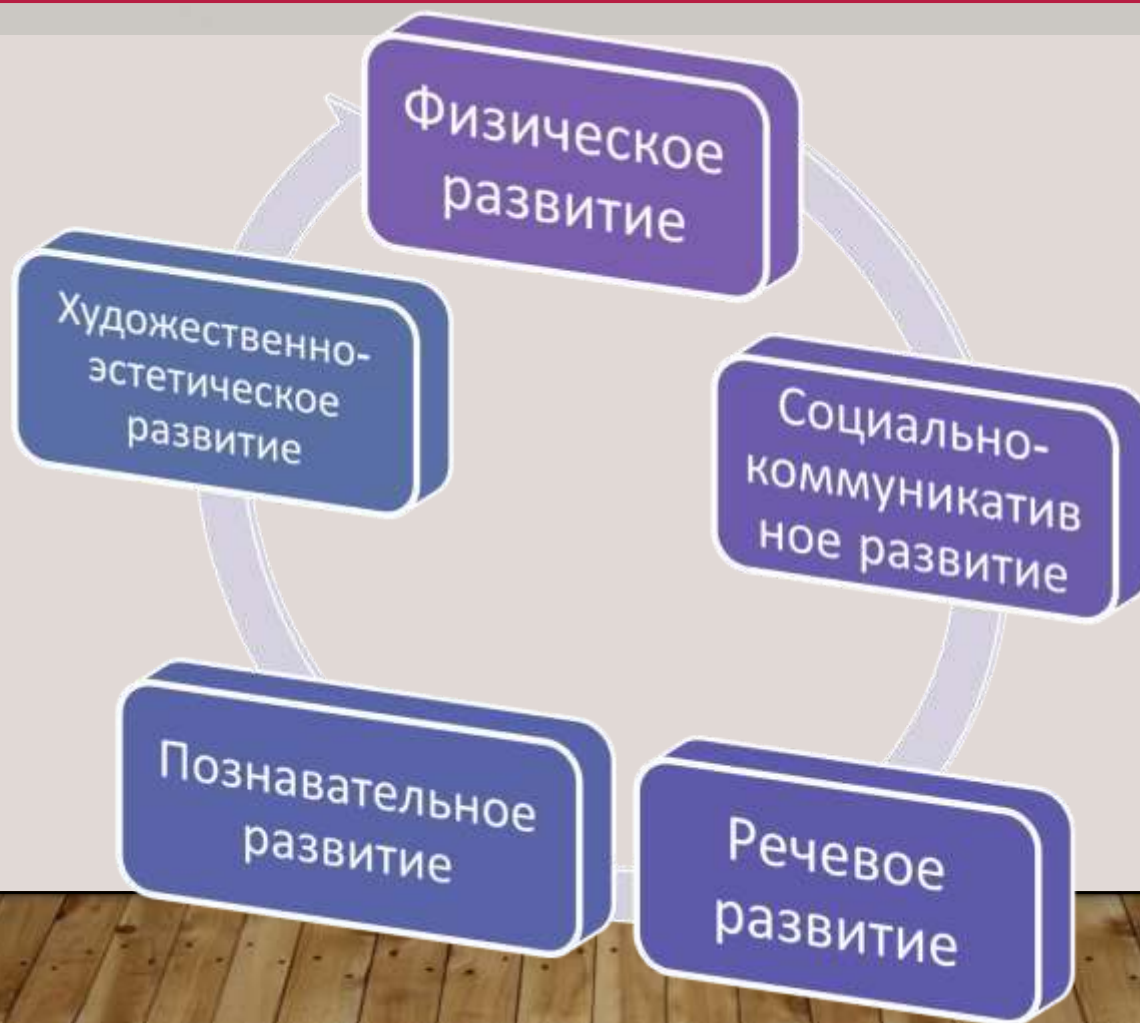 Физическое
развитие
Социально-
коммуникатив
ное развитие
Речевое
развитие
Познавательное
развитие
Художественно-
эстетическое
развитие